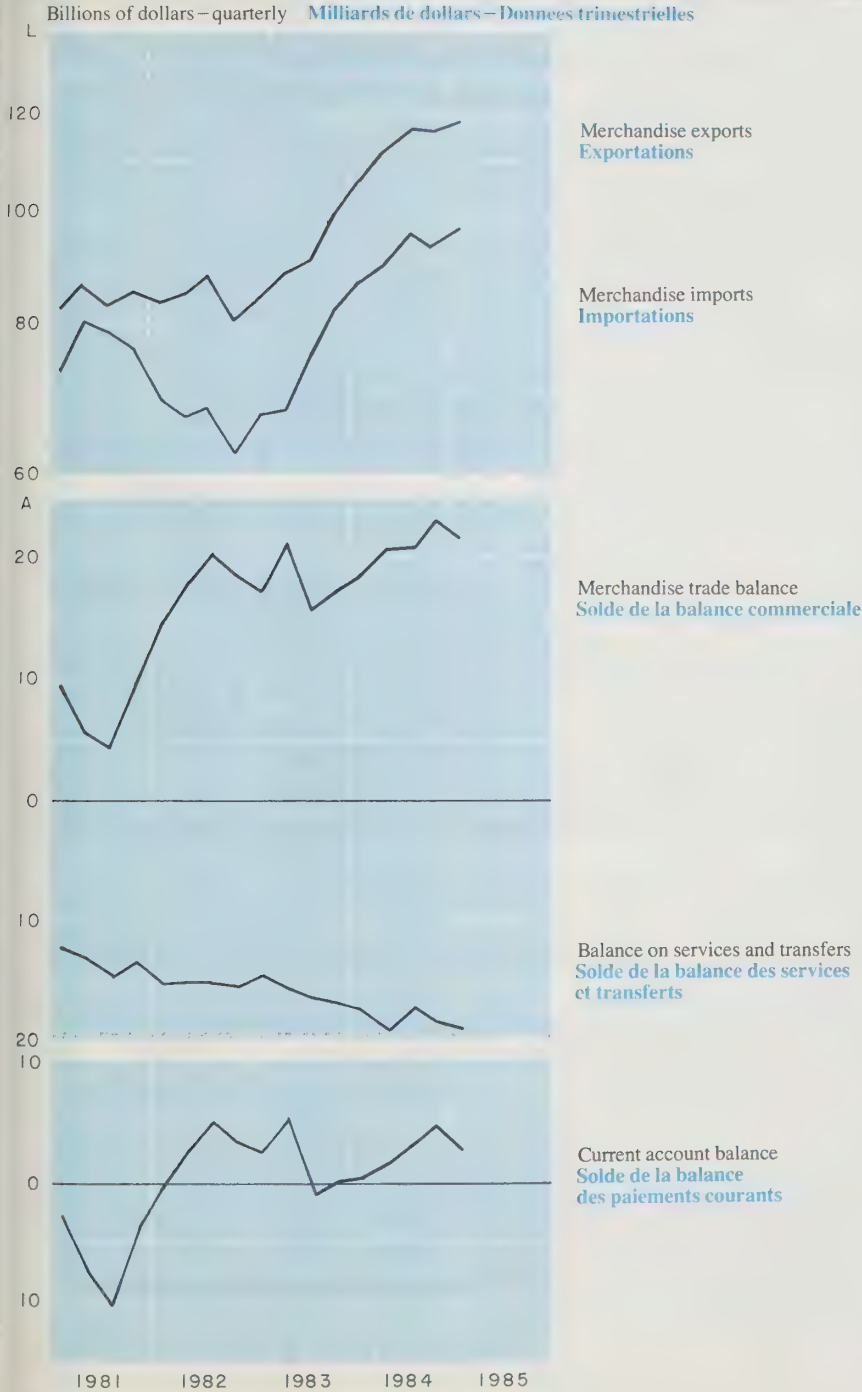 Billions of dollars – quarterly Milliards de dollars – Donnees trimestrielles
L
120
100
80
60
Merchandise exports
Exportations
Merchandise imports
Importations
A
20
10
0
10
20
Merchandise trade balance
Solde de la balance commerciale
Balance on services and transfers
Solde de la balance des services
et transferts
10
0
10
Current account balance
Solde de la balance
des paiements courants
1981 1982 1983 1984 1985